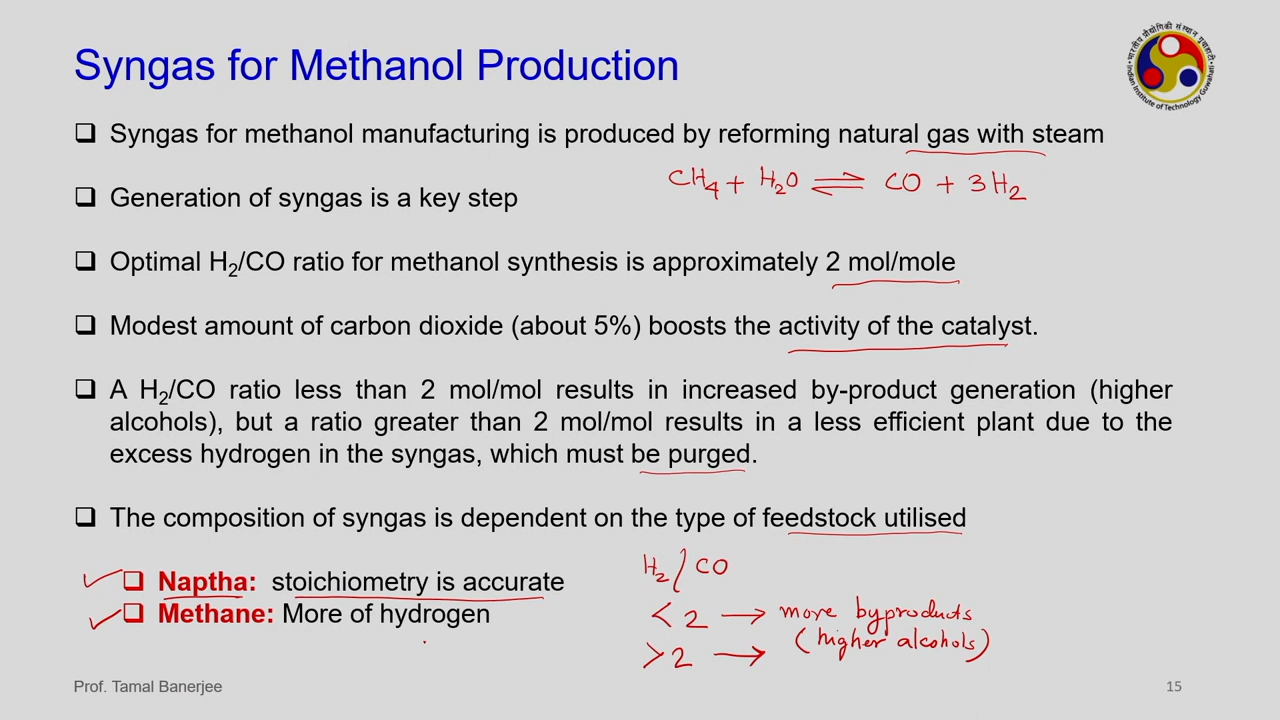 Syngas for Methanol Production
भारतीय प्रौद्योगिकी संस्थान गुवाहाटी
Indian Institute of Technology Guwahati
❑ Syngas for methanol manufacturing is produced by reforming natural gas with steam
CH4 + H2O ⇌ CO + 3H2
❑ Generation of syngas is a key step
❑ Optimal H2/CO ratio for methanol synthesis is approximately 2 mol/mole
❑ Modest amount of carbon dioxide (about 5%) boosts the activity of the catalyst.
❑ A H2/CO ratio less than 2 mol/mol results in increased by-product generation (higher
alcohols), but a ratio greater than 2 mol/mol results in a less efficient plant due to the
excess hydrogen in the syngas, which must be purged.
❑ The composition of syngas is dependent on the type of feedstock utilised
❑ Naptha: stoichiometry is accurate
❑ Methane: More of hydrogen
H2/CO
< 2 → more byproducts
(higher alcohols)
> 2 →
Prof. Tamal Banerjee
15